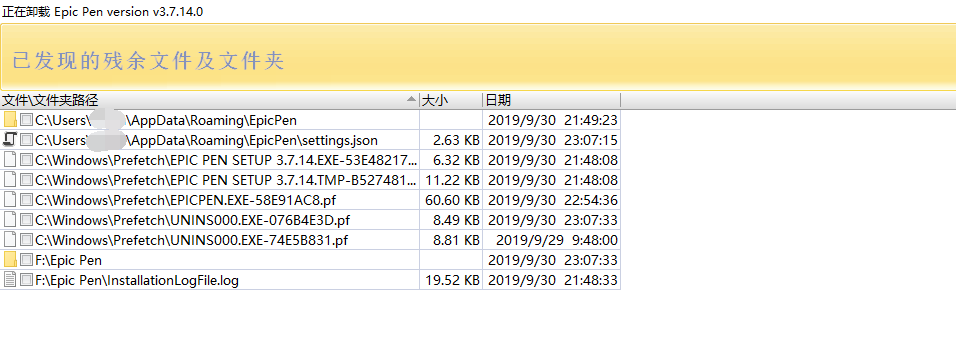 正在卸载 Epic Pen version v3.7.14.0
已发现的残余文件及文件夹
文件\文件夹路径 大小 日期
C:\Users\ \AppData\Roaming\EpicPen 2019/9/30 21:49:23
C:\Users\ \AppData\Roaming\EpicPen\settings.json 2.63 KB 2019/9/30 23:07:15
C:\Windows\Prefetch\EPIC PEN SETUP 3.7.14.EXE-53E48217... 6.32 KB 2019/9/30 21:48:08
C:\Windows\Prefetch\EPIC PEN SETUP 3.7.14.TMP-B527481... 11.22 KB 2019/9/30 21:48:08
C:\Windows\Prefetch\EPICPEN.EXE-58E91AC8.pf 60.60 KB 2019/9/30 22:54:36
C:\Windows\Prefetch\UNINS000.EXE-076B4E3D.pf 8.49 KB 2019/9/30 23:07:33
C:\Windows\Prefetch\UNINS000.EXE-74E5B831.pf 8.81 KB 2019/9/29 9:48:00
F:\Epic Pen 2019/9/30 23:07:33
F:\Epic Pen\InstallationLogFile.log 19.52 KB 2019/9/30 21:48:33